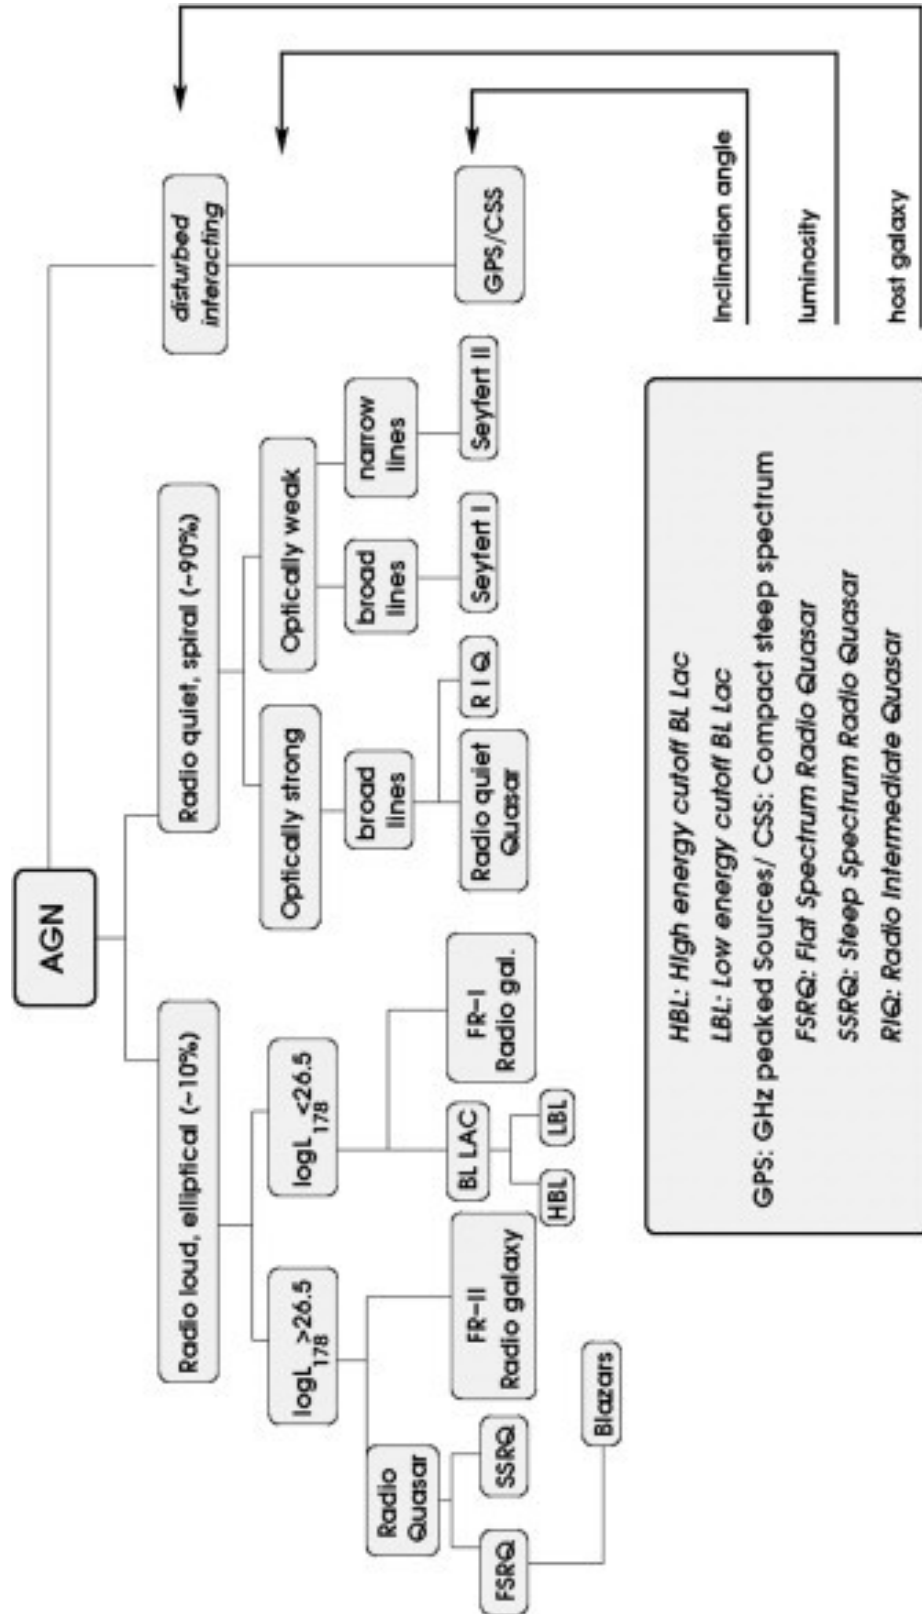 AGN
Radio loud, elliptical (~10%)
Radio quiet, spiral (~90%)
disturbed
interacting
logL178 >26.5
logL178 <26.5
Optically strong
Optically weak
Radio
Quasar
broad
lines
broad
lines
narrow
lines
FSRQ
SSRQ
FR-II
Radio galaxy
BL LAC
FR-I
Radio gal.
Radio quiet
Quasar
R I Q
Seyfert I
Seyfert II
GPS/CSS
HBL
LBL
Blazars
HBL: High energy cutoff BL Lac
LBL: Low energy cutoff BL Lac
GPS: GHz peaked Sources/ CSS: Compact steep spectrum
FSRQ: Flat Spectrum Radio Quasar
SSRQ: Steep Spectrum Radio Quasar
RIQ: Radio Intermediate Quasar
Inclination angle
luminosity
host galaxy